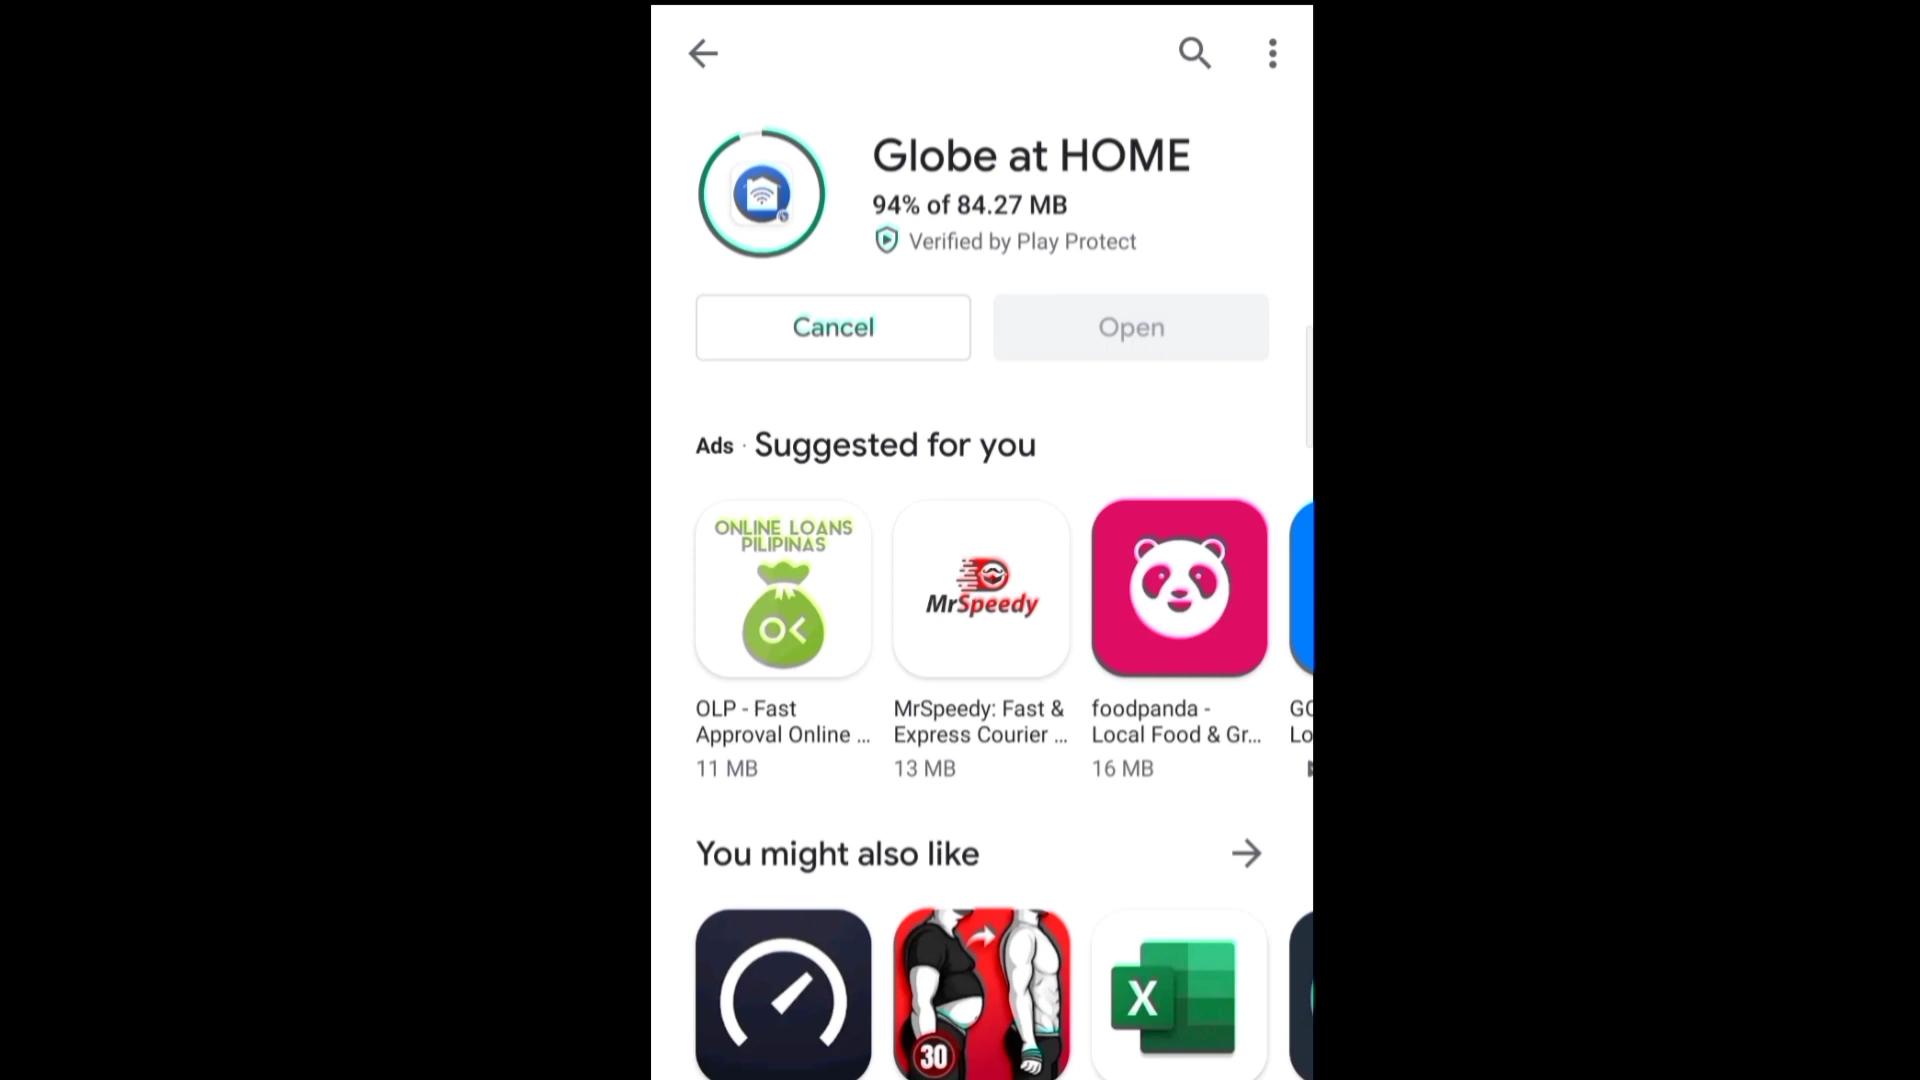 Globe at HOME
94% of 84.27 MB
Verified by Play Protect
Cancel
Open
Ads · Suggested for you
ONLINE LOANS
PILIPINAS
MrSpeedy
OLP - Fast
Approval Online ...
11 MB
MrSpeedy: Fast &
Express Courier ...
13 MB
foodpanda -
Local Food & Gr...
16 MB
GC
Lo
You might also like
30
X